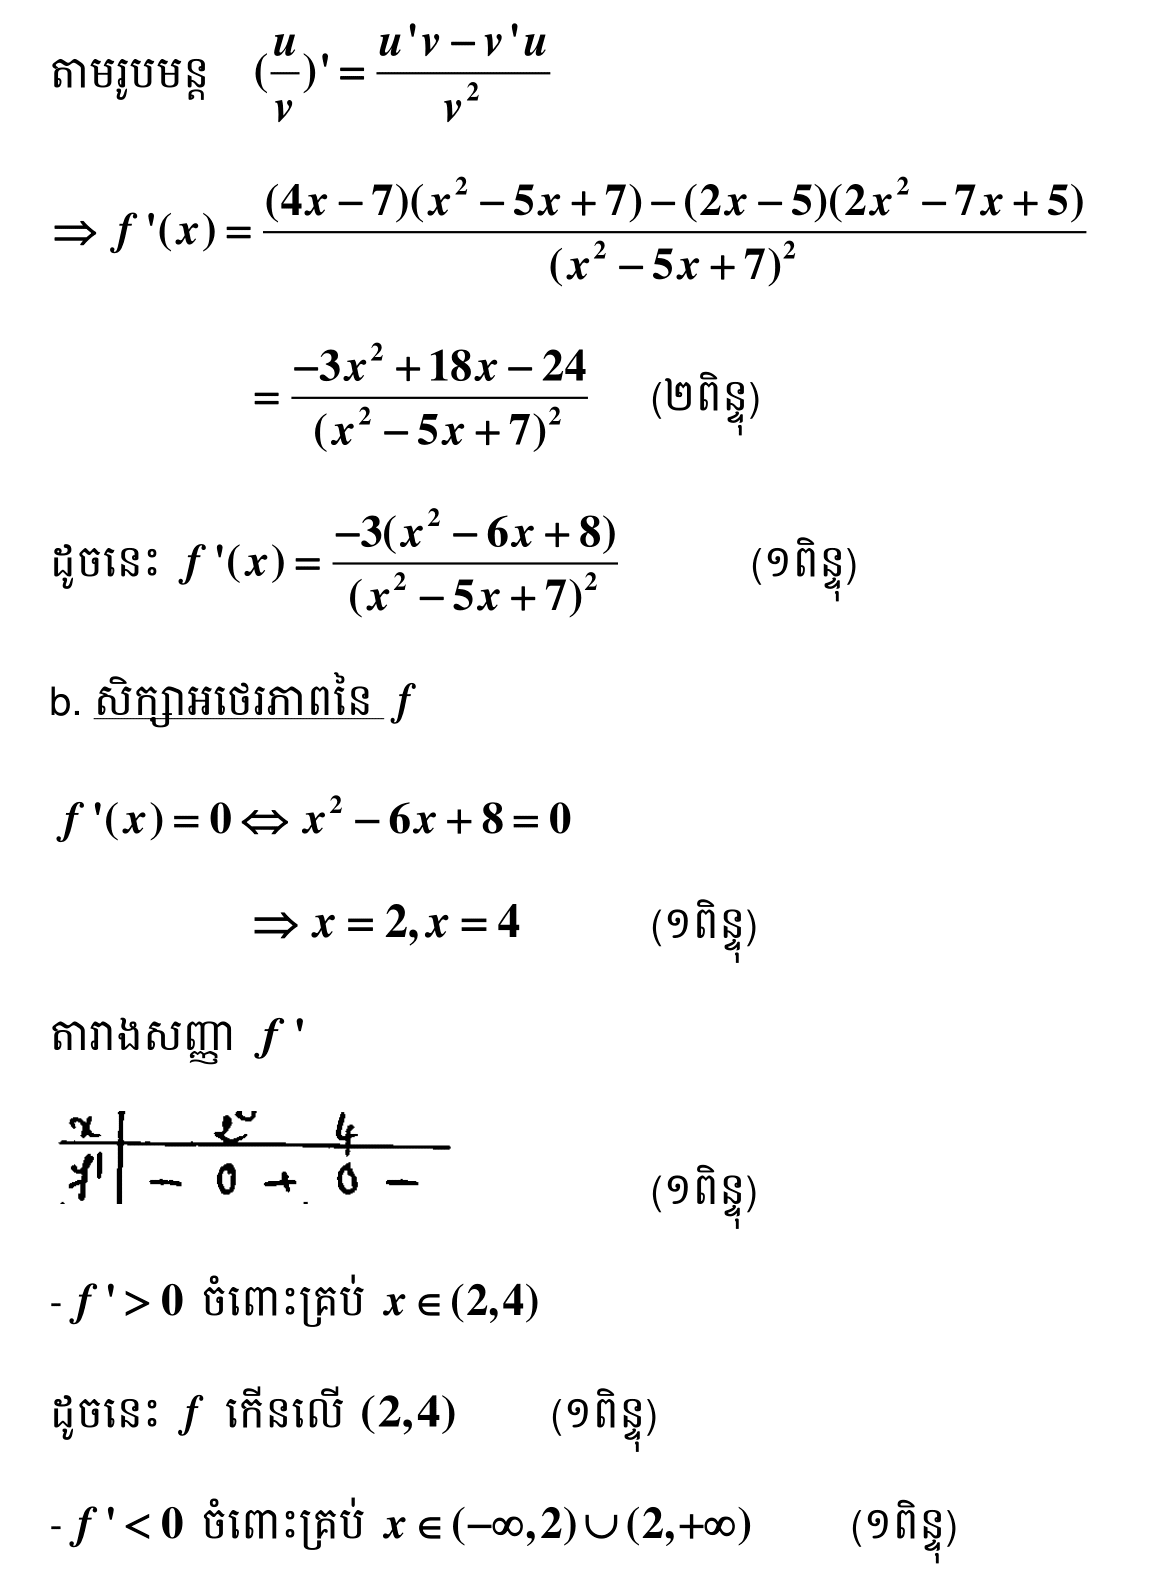 តាមរូបមន្ត (u/v)' = (u'v − v'u)/v²
⇒ f '(x) = ((4x − 7)(x² − 5x + 7) − (2x − 5)(2x² − 7x + 5))/(x² − 5x + 7)²
= (−3x² + 18x − 24)/(x² − 5x + 7)² (២ពិន្ទុ)
ដូចនេះ f '(x) = −3(x² − 6x + 8)/(x² − 5x + 7)² (១ពិន្ទុ)
b. សិក្សាអថេរភាពនៃ f
f '(x) = 0 ⇔ x² − 6x + 8 = 0
⇒ x = 2, x = 4 (១ពិន្ទុ)
តារាងសញ្ញា f '
x | 2 4
f' | − 0 + 0 − (១ពិន្ទុ)
- f ' > 0 ចំពោះគ្រប់ x ∈ (2,4)
ដូចនេះ f កើនលើ (2,4) (១ពិន្ទុ)
- f ' < 0 ចំពោះគ្រប់ x ∈ (−∞,2) ∪ (2,+∞) (១ពិន្ទុ)